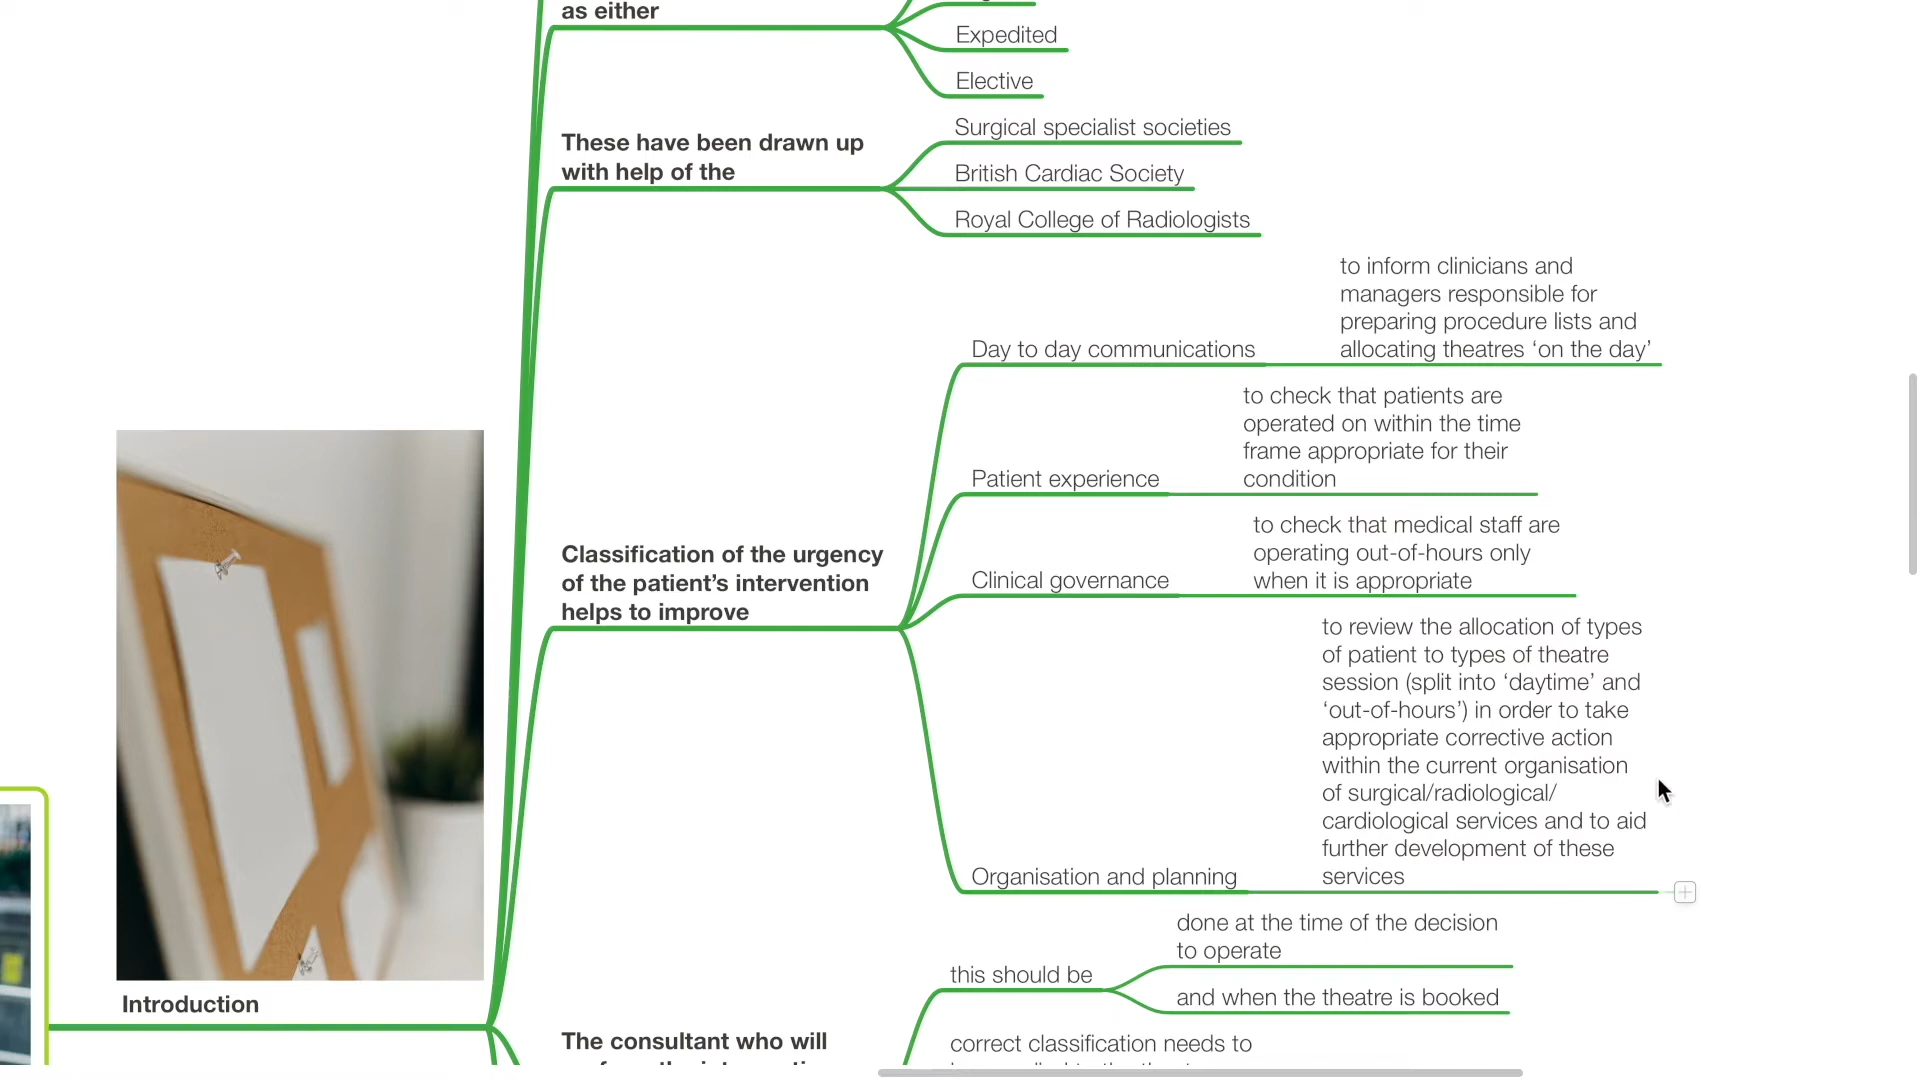 as either
Expedited
Elective
These have been drawn up
with help of the
Surgical specialist societies
British Cardiac Society
Royal College of Radiologists
Classification of the urgency
of the patient’s intervention
helps to improve
Day to day communications
to inform clinicians and
managers responsible for
preparing procedure lists and
allocating theatres ‘on the day’
Patient experience
to check that patients are
operated on within the time
frame appropriate for their
condition
Clinical governance
to check that medical staff are
operating out-of-hours only
when it is appropriate
Organisation and planning
to review the allocation of types
of patient to types of theatre
session (split into ‘daytime’ and
‘out-of-hours’) in order to take
appropriate corrective action
within the current organisation
of surgical/radiological/
cardiological services and to aid
further development of these
services
Introduction
The consultant who will
this should be
done at the time of the decision
to operate
and when the theatre is booked
correct classification needs to